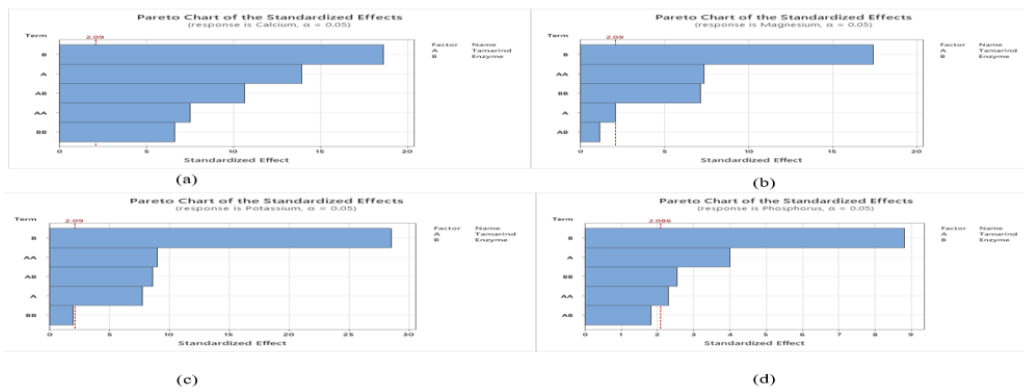 Pareto Chart of the Standardized Effects
(response is Calcium, α = 0.05)
Term
2.09
Factor Name
A Tamarind
B Enzyme
B
A
AB
AA
BB
0 5 10 15 20
Standardized Effect
(a)
Pareto Chart of the Standardized Effects
(response is Magnesium, α = 0.05)
Term
2.09
Factor Name
A Tamarind
B Enzyme
B
AA
BB
A
AB
0 5 10 15 20
Standardized Effect
(b)
Pareto Chart of the Standardized Effects
(response is Potassium, α = 0.05)
Term
2.09
Factor Name
A Tamarind
B Enzyme
B
AA
AB
A
BB
0 5 10 15 20 25 30
Standardized Effect
(c)
Pareto Chart of the Standardized Effects
(response is Phosphorus, α = 0.05)
Term
2.086
Factor Name
A Tamarind
B Enzyme
B
A
BB
AA
AB
0 1 2 3 4 5 6 7 8 9
Standardized Effect
(d)